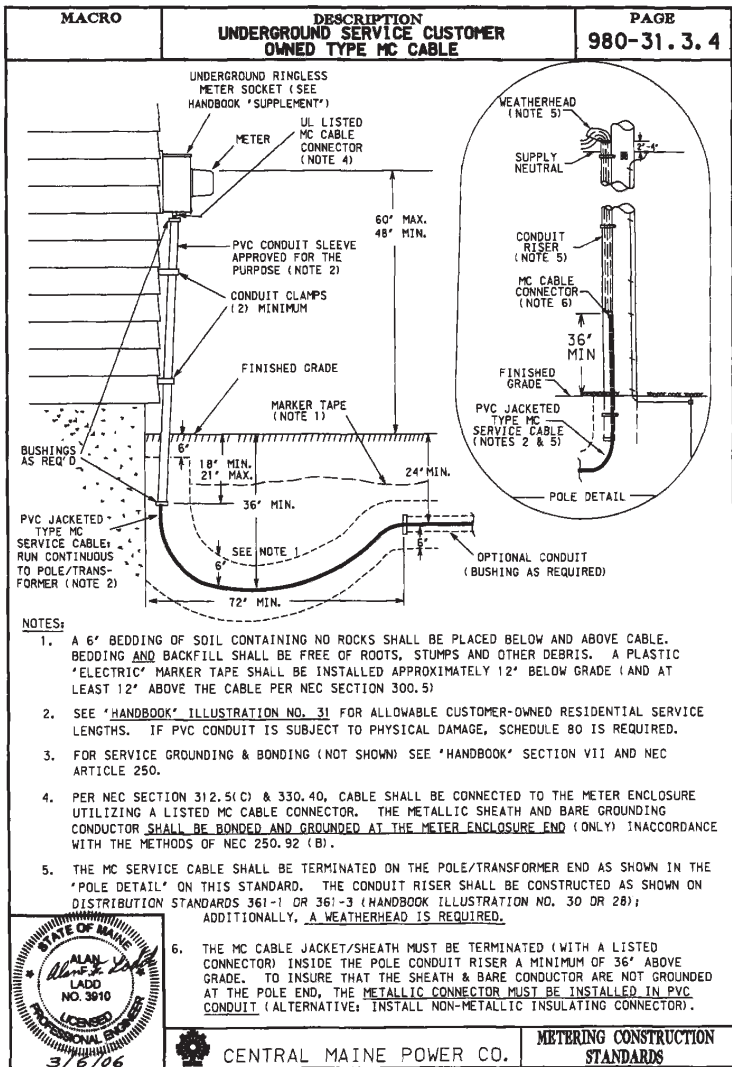 MACRO
DESCRIPTION
UNDERGROUND SERVICE CUSTOMER
OWNED TYPE MC CABLE
PAGE
980-31.3.4
UNDERGROUND RINGLESS
METER SOCKET (SEE
HANDBOOK "SUPPLEMENT")
UL LISTED
MC CABLE
CONNECTOR
(NOTE 4)
METER
PVC CONDUIT SLEEVE
APPROVED FOR THE
PURPOSE (NOTE 2)
CONDUIT CLAMPS
(2) MINIMUM
60" MAX.
48" MIN.
FINISHED GRADE
MARKER TAPE
(NOTE 1)
6"
BUSHINGS
AS REQ'D
18" MIN.
21" MAX.
24" MIN.
36" MIN.
PVC JACKETED
TYPE MC
SERVICE CABLE;
RUN CONTINUOUS
TO POLE/TRANS-
FORMER (NOTE 2)
SEE NOTE 1
6"
6"
OPTIONAL CONDUIT
(BUSHING AS REQUIRED)
72" MIN.
WEATHERHEAD
(NOTE 5)
2"-4"
SUPPLY
NEUTRAL
CONDUIT
RISER
(NOTE 5)
MC CABLE
CONNECTOR
(NOTE 6)
36"
MIN
FINISHED
GRADE
PVC JACKETED
TYPE MC
SERVICE CABLE
(NOTES 2 & 5)
POLE DETAIL
NOTES:
1. A 6" BEDDING OF SOIL CONTAINING NO ROCKS SHALL BE PLACED BELOW AND ABOVE CABLE.
BEDDING AND BACKFILL SHALL BE FREE OF ROOTS, STUMPS AND OTHER DEBRIS. A PLASTIC
"ELECTRIC" MARKER TAPE SHALL BE INSTALLED APPROXIMATELY 12" BELOW GRADE (AND AT
LEAST 12" ABOVE THE CABLE PER NEC SECTION 300.5)
2. SEE "HANDBOOK" ILLUSTRATION NO. 31 FOR ALLOWABLE CUSTOMER-OWNED RESIDENTIAL SERVICE
LENGTHS. IF PVC CONDUIT IS SUBJECT TO PHYSICAL DAMAGE, SCHEDULE 80 IS REQUIRED.
3. FOR SERVICE GROUNDING & BONDING (NOT SHOWN) SEE "HANDBOOK" SECTION VII AND NEC
ARTICLE 250.
4. PER NEC SECTION 312.5(C) & 330.40, CABLE SHALL BE CONNECTED TO THE METER ENCLOSURE
UTILIZING A LISTED MC CABLE CONNECTOR. THE METALLIC SHEATH AND BARE GROUNDING
CONDUCTOR SHALL BE BONDED AND GROUNDED AT THE METER ENCLOSURE END (ONLY) INACCORDANCE
WITH THE METHODS OF NEC 250.92 (B).
5. THE MC SERVICE CABLE SHALL BE TERMINATED ON THE POLE/TRANSFORMER END AS SHOWN IN THE
"POLE DETAIL" ON THIS STANDARD. THE CONDUIT RISER SHALL BE CONSTRUCTED AS SHOWN ON
DISTRIBUTION STANDARDS 361-1 OR 361-3 (HANDBOOK ILLUSTRATION NO. 30 OR 28);
ADDITIONALLY, A WEATHERHEAD IS REQUIRED.
6. THE MC CABLE JACKET/SHEATH MUST BE TERMINATED (WITH A LISTED
CONNECTOR) INSIDE THE POLE CONDUIT RISER A MINIMUM OF 36" ABOVE
GRADE. TO INSURE THAT THE SHEATH & BARE CONDUCTOR ARE NOT GROUNDED
AT THE POLE END, THE METALLIC CONNECTOR MUST BE INSTALLED IN PVC
CONDUIT (ALTERNATIVE: INSTALL NON-METALLIC INSULATING CONNECTOR).
STATE OF MAINE
ALAN
Alan F. Ladd
F.
LADD
NO. 3910
LICENSED
PROFESSIONAL ENGINEER
3/6/06
CENTRAL MAINE POWER CO.
METERING CONSTRUCTION
STANDARDS